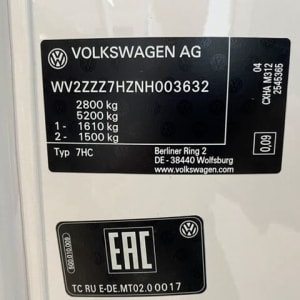 VOLKSWAGEN AG
WV2ZZZ7HZNH003632
2800 kg
5200 kg
1- 1610 kg
2- 1500 kg
Typ 7HC
Berliner Ring 2
DE - 38440 Wolfsburg
www.volkswagen.com
04
CXHA M312
2545365
0,09
EAC
TC RU E-DE.MT02.00017